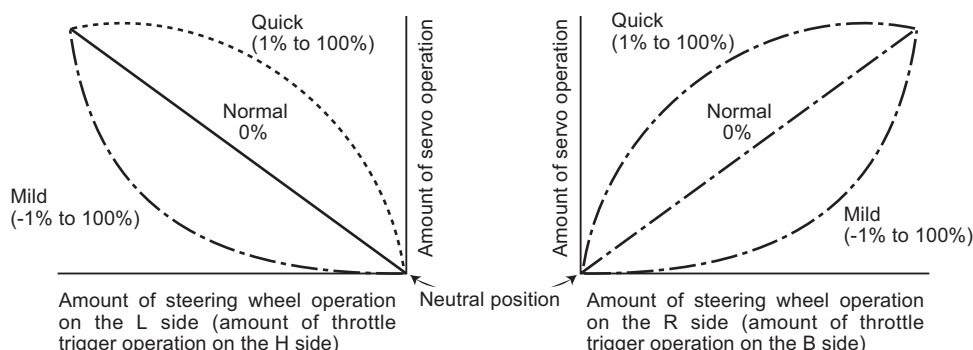 Quick
(1% to 100%)
Normal
0%
Mild
(-1% to 100%)
Amount of servo operation
Amount of steering wheel operation
on the L side (amount of throttle
trigger operation on the H side)
Neutral position
Amount of servo operation
Quick
(1% to 100%)
Normal
0%
Mild
(-1% to 100%)
Amount of steering wheel operation
on the R side (amount of throttle
trigger operation on the B side)